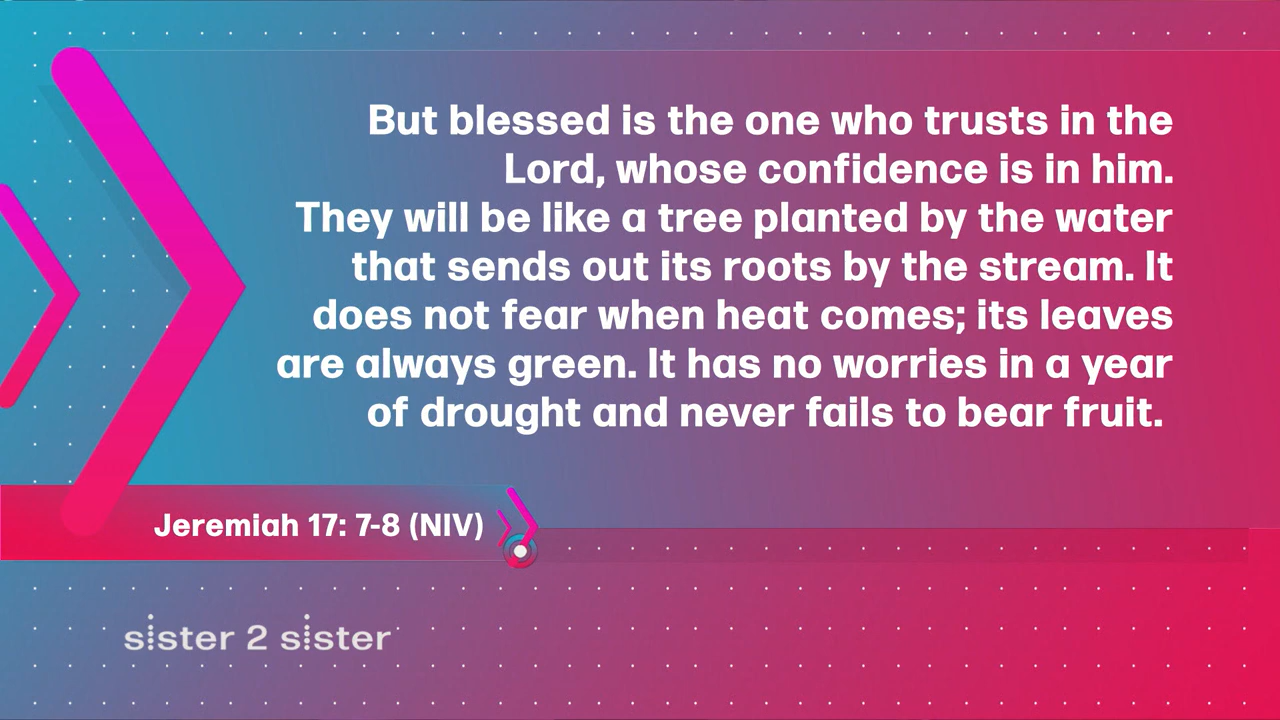 But blessed is the one who trusts in the
Lord, whose confidence is in him.
They will be like a tree planted by the water
that sends out its roots by the stream. It
does not fear when heat comes; its leaves
are always green. It has no worries in a year
of drought and never fails to bear fruit.
Jeremiah 17: 7-8 (NIV)
sister 2 sister